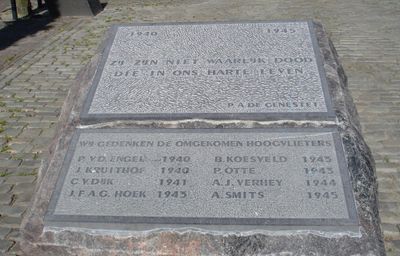 1940 1945
ZIJ ZIJN NIET WAARLIJK DOOD
DIE IN ONS HARTE LEVEN
P. A. DE GENESTET
WIJ GEDENKEN DE OMGEKOMEN HOOGVLIETERS
P. V.D. ENGEL 1940 B. KOESVELD 1945
J. KRUITHOF 1940 P. OTTE 1945
C. V. DIJK 1941 A. J. VERHEY 1944
J. F. A. G. HOEK 1945 A. SMITS 1945